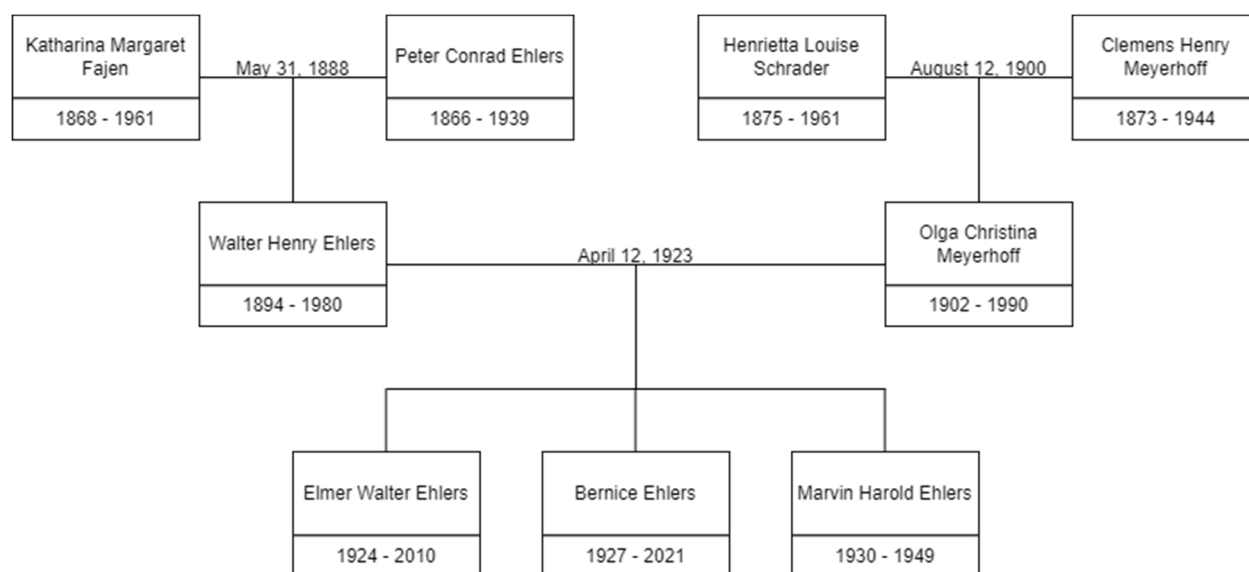 Katharina Margaret
Fajen
1868 - 1961
May 31, 1888
Peter Conrad Ehlers
1866 - 1939
Henrietta Louise
Schrader
1875 - 1961
August 12, 1900
Clemens Henry
Meyerhoff
1873 - 1944
Walter Henry Ehlers
1894 - 1980
April 12, 1923
Olga Christina
Meyerhoff
1902 - 1990
Elmer Walter Ehlers
1924 - 2010
Bernice Ehlers
1927 - 2021
Marvin Harold Ehlers
1930 - 1949